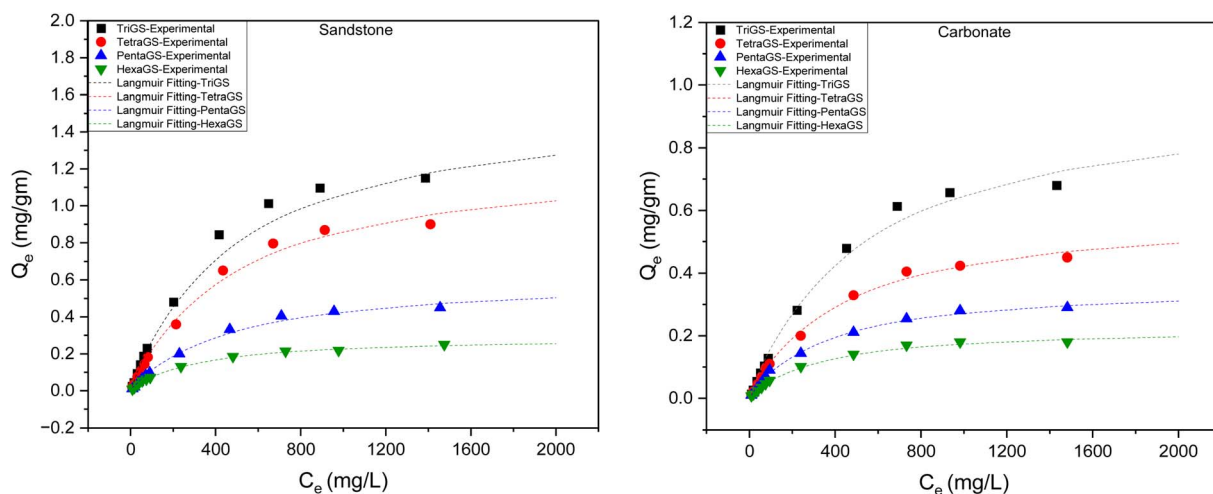 TriGS-Experimental
TetraGS-Experimental
PentaGS-Experimental
HexaGS-Experimental
Langmuir Fitting-TriGS
Langmuir Fitting-TetraGS
Langmuir Fitting-PentaGS
Langmuir Fitting-HexaGS
Sandstone
2.0
1.8
1.6
1.4
1.2
1.0
0.8
0.6
0.4
0.2
0.0
−0.2
Qe (mg/gm)
0 400 800 1200 1600 2000
Ce (mg/L)
TriGS-Experimental
TetraGS-Experimental
PentaGS-Experimental
HexaGS-Experimental
Langmuir Fitting-TriGS
Langmuir Fitting-TetraGS
Langmuir Fitting-PentaGS
Langmuir Fitting-HexaGS
Carbonate
1.2
1.0
0.8
0.6
0.4
0.2
0.0
Qe (mg/gm)
0 400 800 1200 1600 2000
Ce (mg/L)